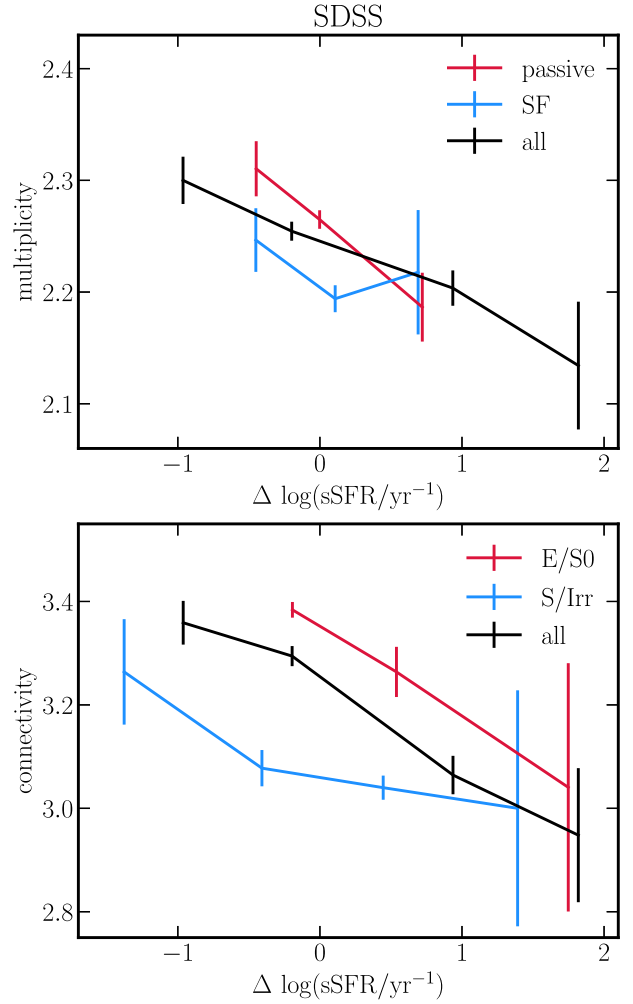 SDSS
passive
SF
all
2.4
2.3
2.2
2.1
multiplicity
−1 0 1 2
Δ log(sSFR/yr⁻¹)
E/S0
S/Irr
all
3.4
3.2
3.0
2.8
connectivity
−1 0 1 2
Δ log(sSFR/yr⁻¹)